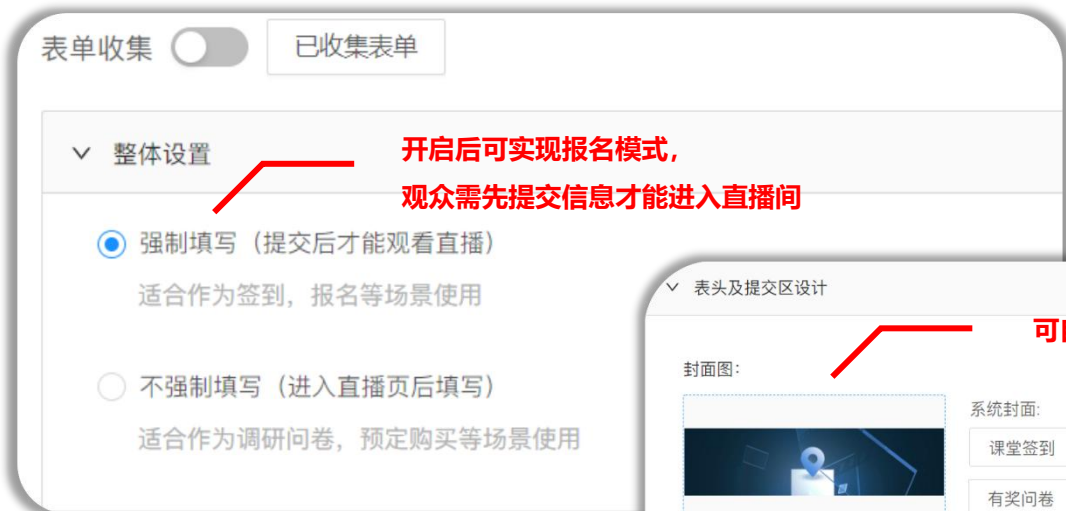 表单收集 已收集表单
整体设置
开启后可实现报名模式，
观众需先提交信息才能进入直播间
强制填写（提交后才能观看直播）
适合作为签到，报名等场景使用
不强制填写（进入直播页后填写）
适合作为调研问卷，预定购买等场景使用
表头及提交区设计
可
封面图：
系统封面:
课堂签到
有奖问卷